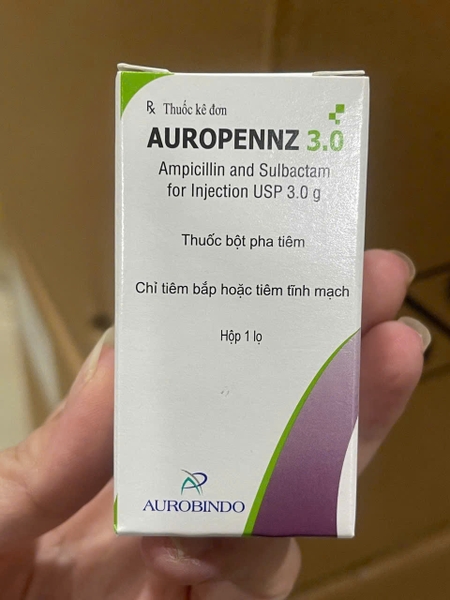 Rx Thuốc kê đơn
AUROPENNZ 3.0
Ampicillin and Sulbactam
for Injection USP 3.0 g
Thuốc bột pha tiêm
Chỉ tiêm bắp hoặc tiêm tĩnh mạch
Hộp 1 lọ
AUROBINDO